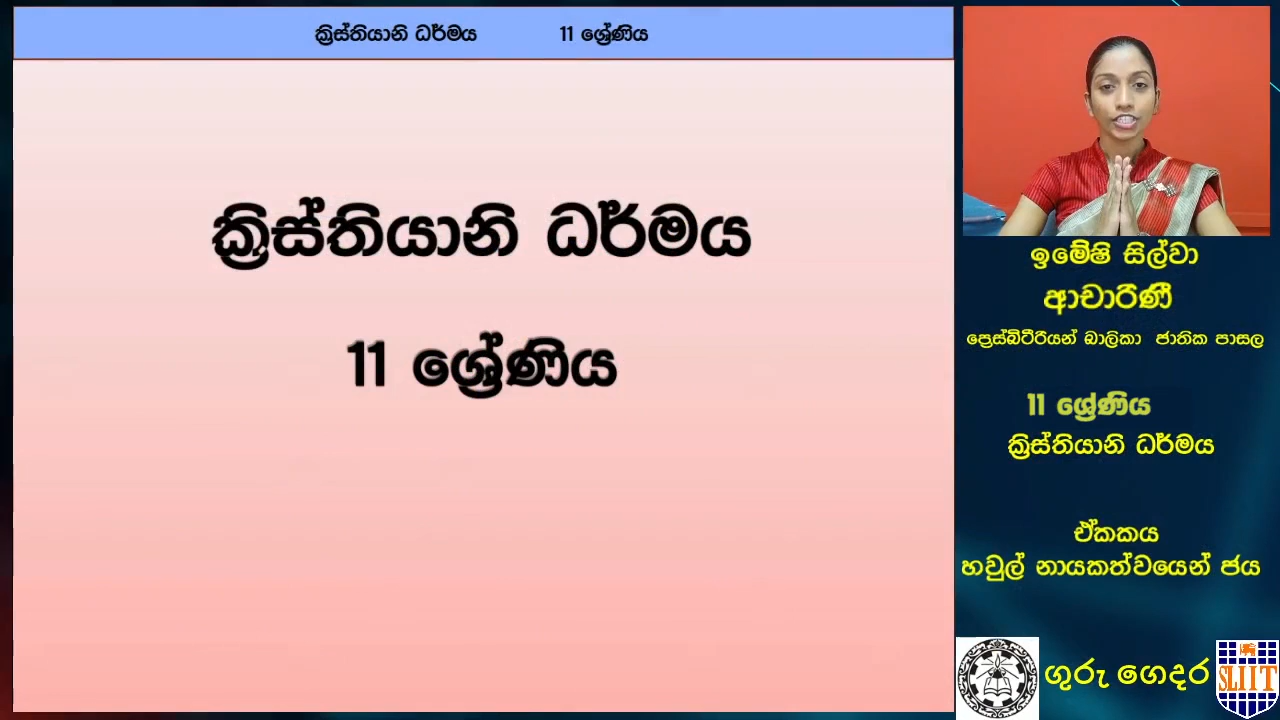 ක්‍රිස්තියානි ධර්මය 11 ශ්‍රේණිය
ක්‍රිස්තියානි ධර්මය
11 ශ්‍රේණිය
ඉමේෂි සිල්වා
ආචාරිණී
ප්‍රෙස්බිටීරියන් බාලිකා ජාතික පාසල
11 ශ්‍රේණිය
ක්‍රිස්තියානි ධර්මය
ඒකකය
හවුල් නායකත්වයෙන් ජය
ගුරු ගෙදර
SLIIT